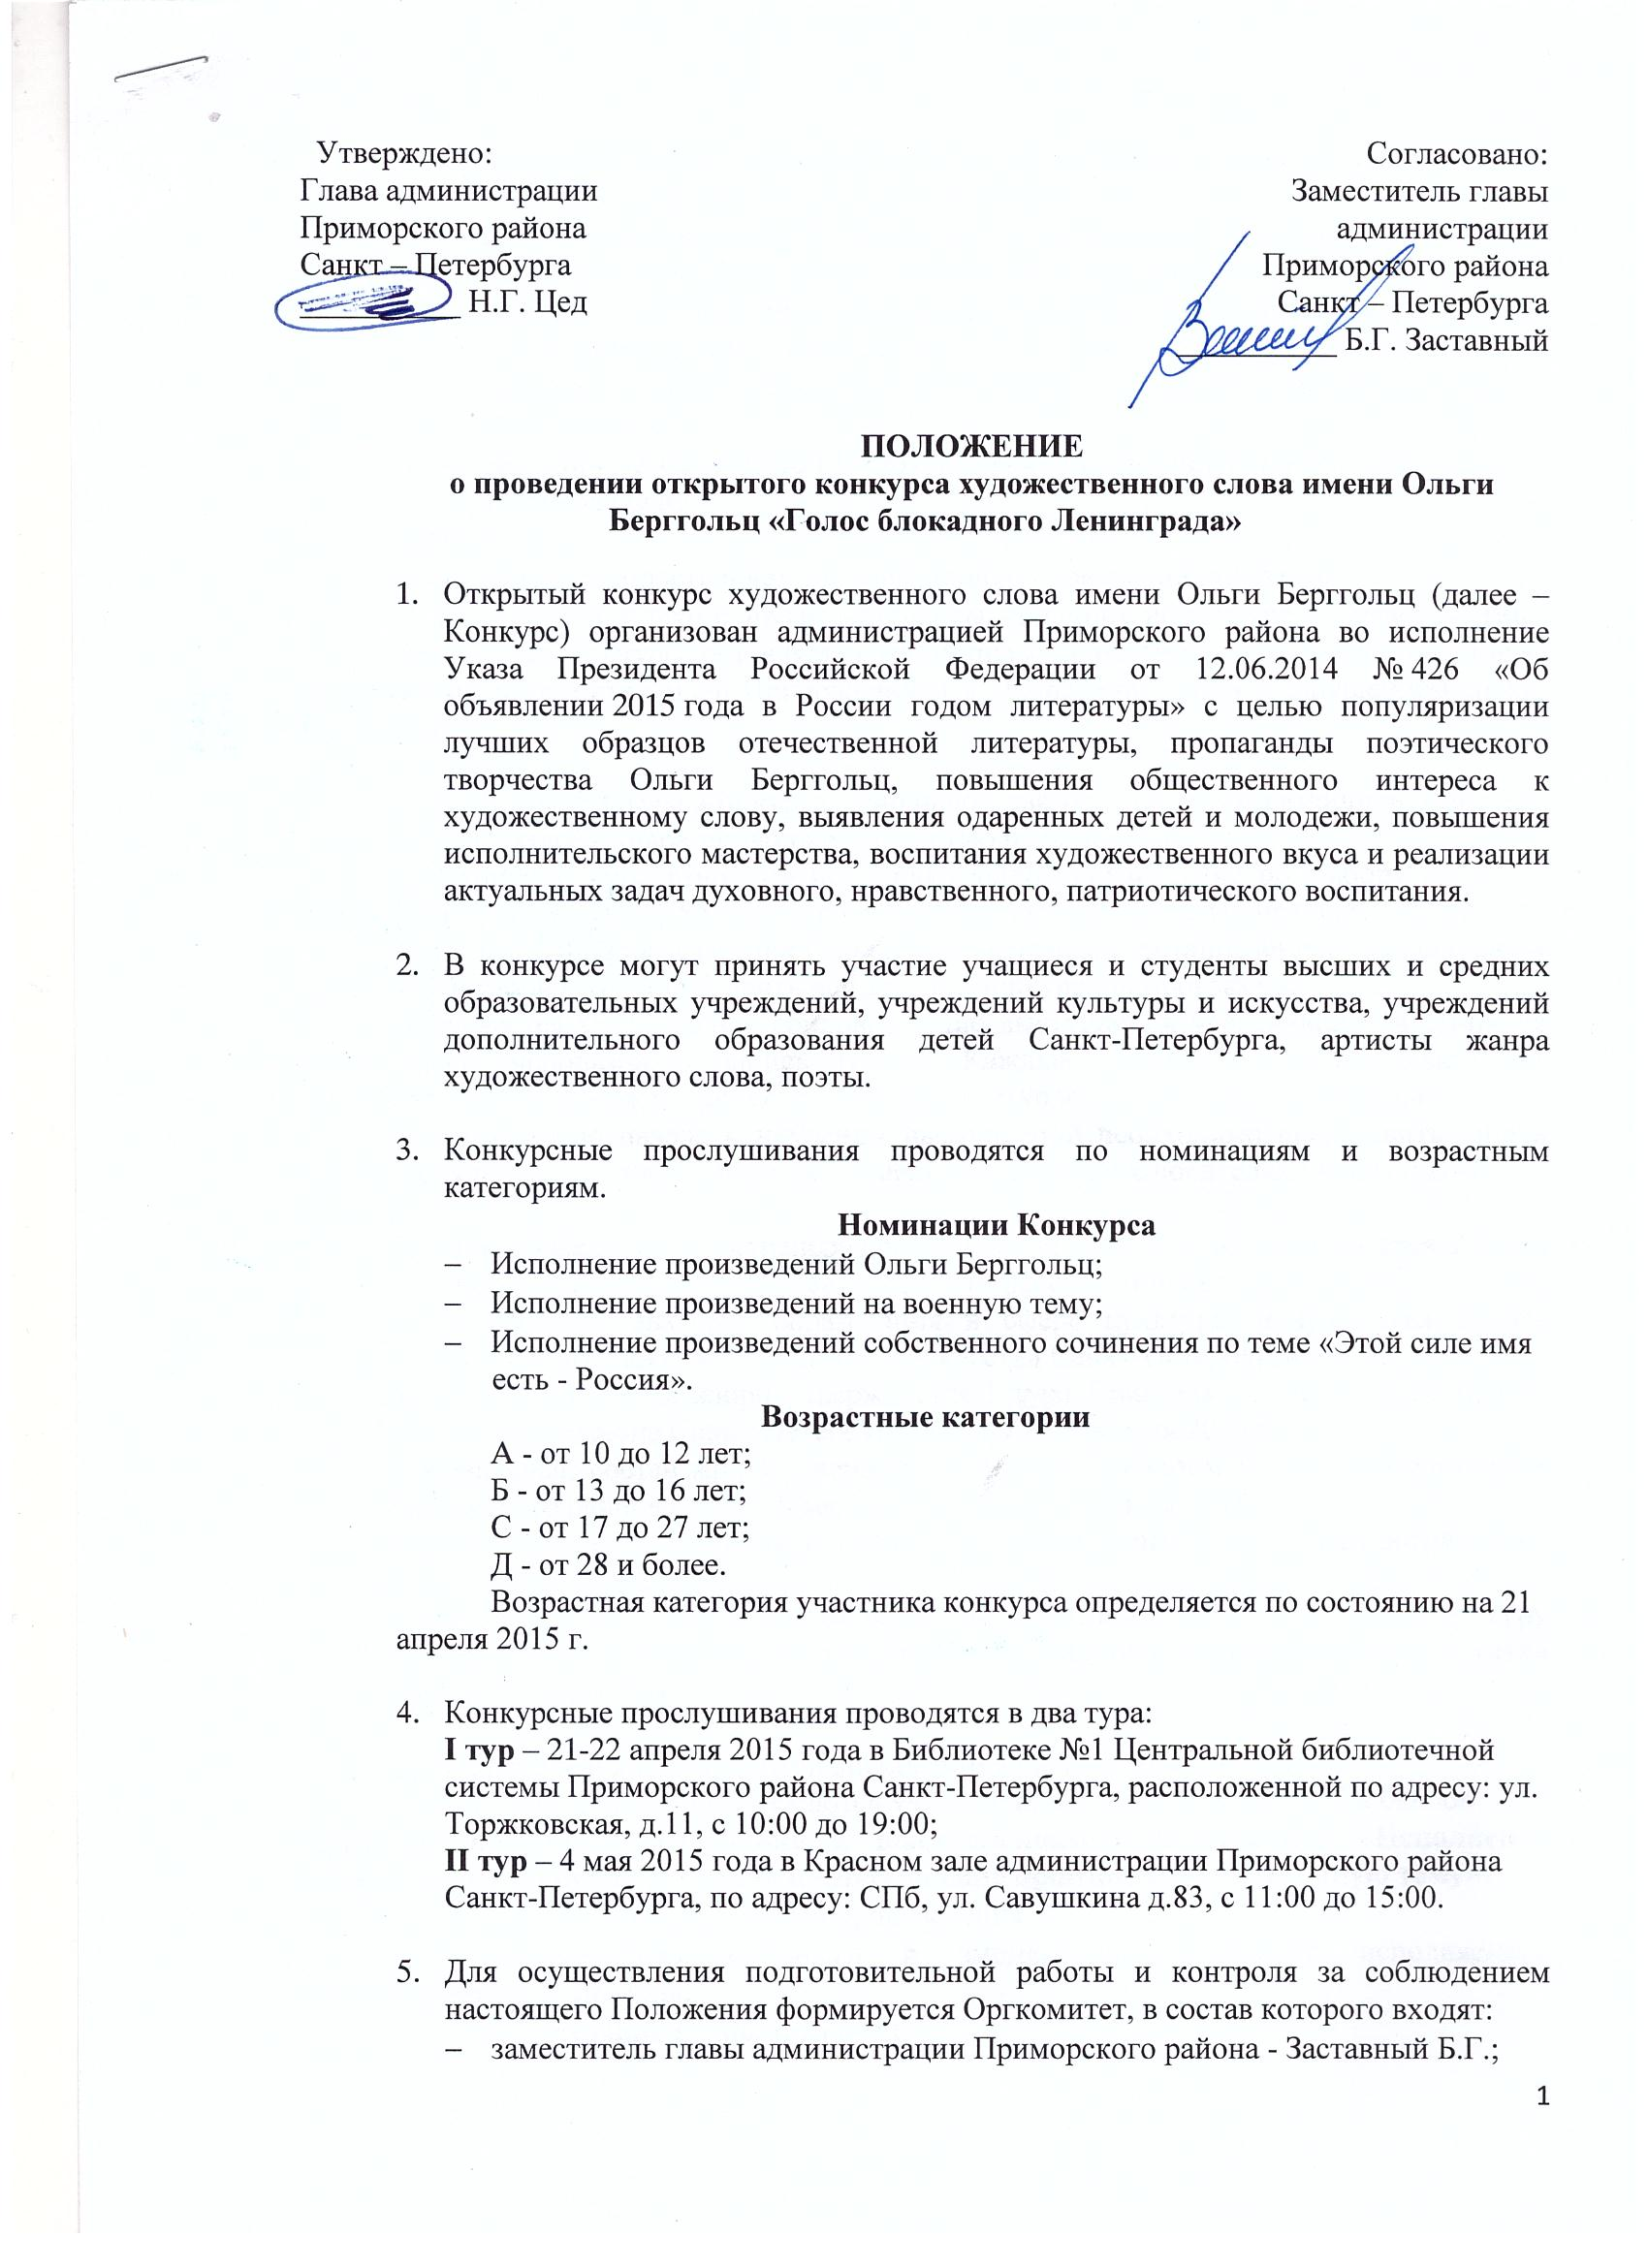 Утверждено:
Глава администрации
Приморского района
Санкт – Петербурга
__________ Н.Г. Цед
Согласовано:
Заместитель главы
администрации
Приморского района
Санкт – Петербурга
__________ Б.Г. Заставный
ПОЛОЖЕНИЕ
о проведении открытого конкурса художественного слова имени Ольги
Берггольц «Голос блокадного Ленинграда»
1. Открытый конкурс художественного слова имени Ольги Берггольц (далее –
Конкурс) организован администрацией Приморского района во исполнение
Указа Президента Российской Федерации от 12.06.2014 № 426 «Об
объявлении 2015 года в России годом литературы» с целью популяризации
лучших образцов отечественной литературы, пропаганды поэтического
творчества Ольги Берггольц, повышения общественного интереса к
художественному слову, выявления одаренных детей и молодежи, повышения
исполнительского мастерства, воспитания художественного вкуса и реализации
актуальных задач духовного, нравственного, патриотического воспитания.
2. В конкурсе могут принять участие учащиеся и студенты высших и средних
образовательных учреждений, учреждений культуры и искусства, учреждений
дополнительного образования детей Санкт-Петербурга, артисты жанра
художественного слова, поэты.
3. Конкурсные прослушивания проводятся по номинациям и возрастным
категориям.
Номинации Конкурса
– Исполнение произведений Ольги Берггольц;
– Исполнение произведений на военную тему;
– Исполнение произведений собственного сочинения по теме «Этой силе имя
есть - Россия».
Возрастные категории
А - от 10 до 12 лет;
Б - от 13 до 16 лет;
С - от 17 до 27 лет;
Д - от 28 и более.
Возрастная категория участника конкурса определяется по состоянию на 21
апреля 2015 г.
4. Конкурсные прослушивания проводятся в два тура:
I тур – 21-22 апреля 2015 года в Библиотеке №1 Центральной библиотечной
системы Приморского района Санкт-Петербурга, расположенной по адресу: ул.
Торжковская, д.11, с 10:00 до 19:00;
II тур – 4 мая 2015 года в Красном зале администрации Приморского района
Санкт-Петербурга, по адресу: СПб, ул. Савушкина д.83, с 11:00 до 15:00.
5. Для осуществления подготовительной работы и контроля за соблюдением
настоящего Положения формируется Оргкомитет, в состав которого входят:
– заместитель главы администрации Приморского района - Заставный Б.Г.;
1